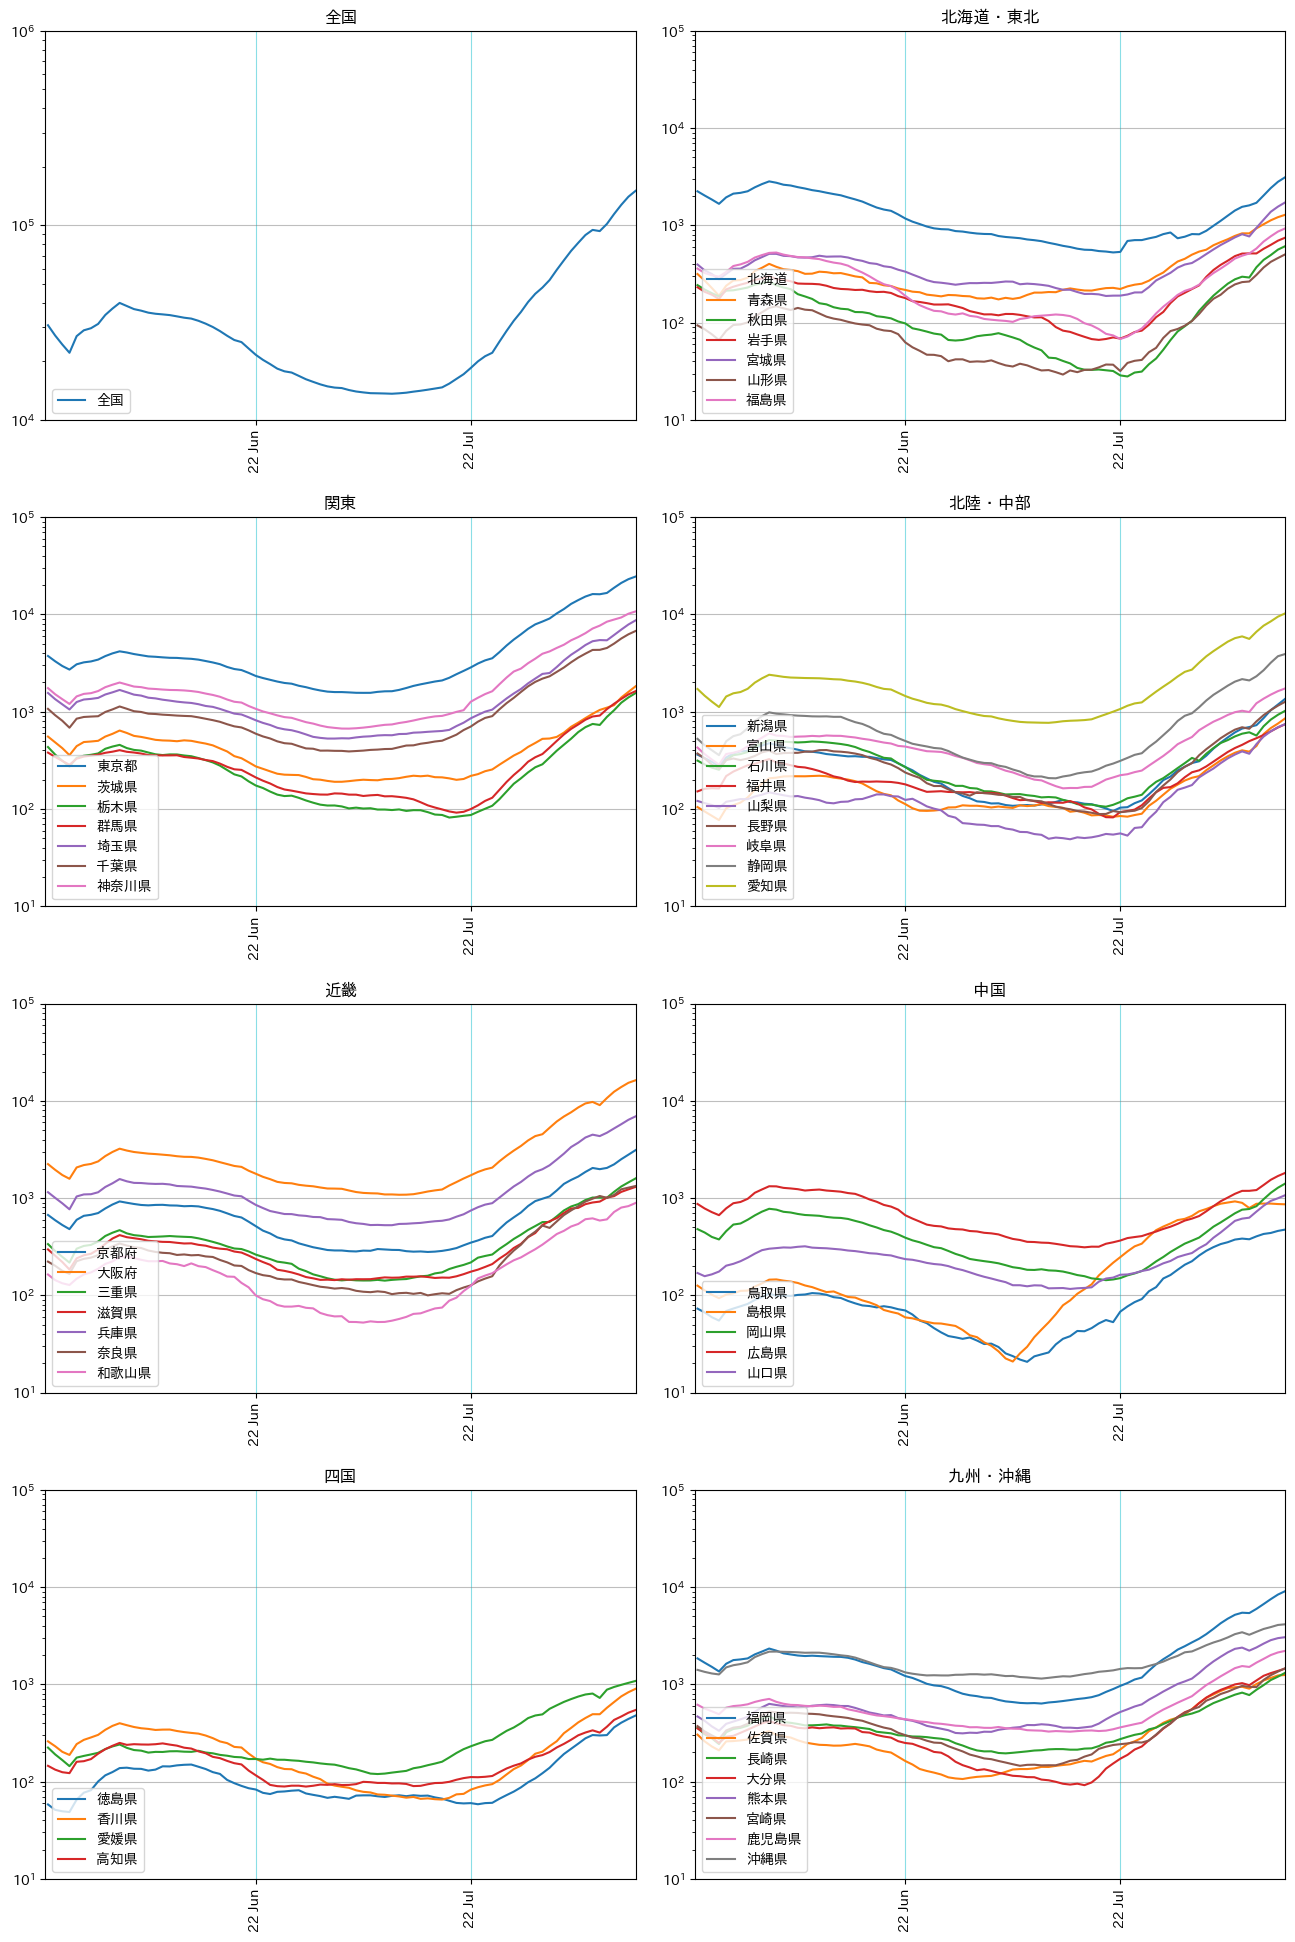 全国
10^6
10^5
10^4
全国
22 Jun
22 Jul
北海道・東北
10^5
10^4
10^3
10^2
10^1
北海道
青森県
秋田県
岩手県
宮城県
山形県
福島県
22 Jun
22 Jul
関東
10^5
10^4
10^3
10^2
10^1
東京都
茨城県
栃木県
群馬県
埼玉県
千葉県
神奈川県
22 Jun
22 Jul
北陸・中部
10^5
10^4
10^3
10^2
10^1
新潟県
富山県
石川県
福井県
山梨県
長野県
岐阜県
静岡県
愛知県
22 Jun
22 Jul
近畿
10^5
10^4
10^3
10^2
10^1
京都府
大阪府
三重県
滋賀県
兵庫県
奈良県
和歌山県
22 Jun
22 Jul
中国
10^5
10^4
10^3
10^2
10^1
鳥取県
島根県
岡山県
広島県
山口県
22 Jun
22 Jul
四国
10^5
10^4
10^3
10^2
10^1
徳島県
香川県
愛媛県
高知県
22 Jun
22 Jul
九州・沖縄
10^5
10^4
10^3
10^2
10^1
福岡県
佐賀県
長崎県
大分県
熊本県
宮崎県
鹿児島県
沖縄県
22 Jun
22 Jul